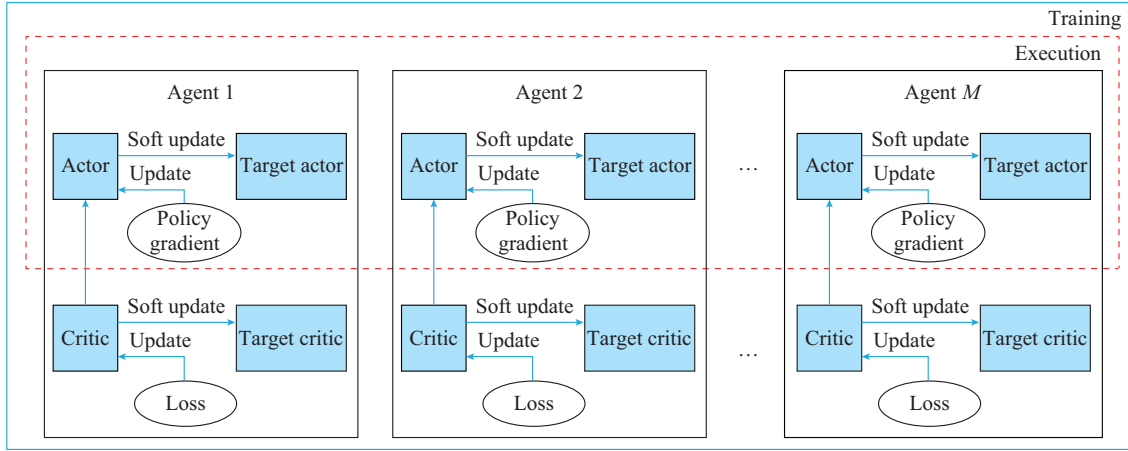 Training
Execution
Agent 1
Agent 2
Agent M
Actor
Soft update
Update
Target actor
Policy
gradient
Actor
Soft update
Update
Target actor
Policy
gradient
...
Actor
Soft update
Update
Target actor
Policy
gradient
Critic
Soft update
Update
Target critic
Loss
Critic
Soft update
Update
Target critic
Loss
...
Critic
Soft update
Update
Target critic
Loss